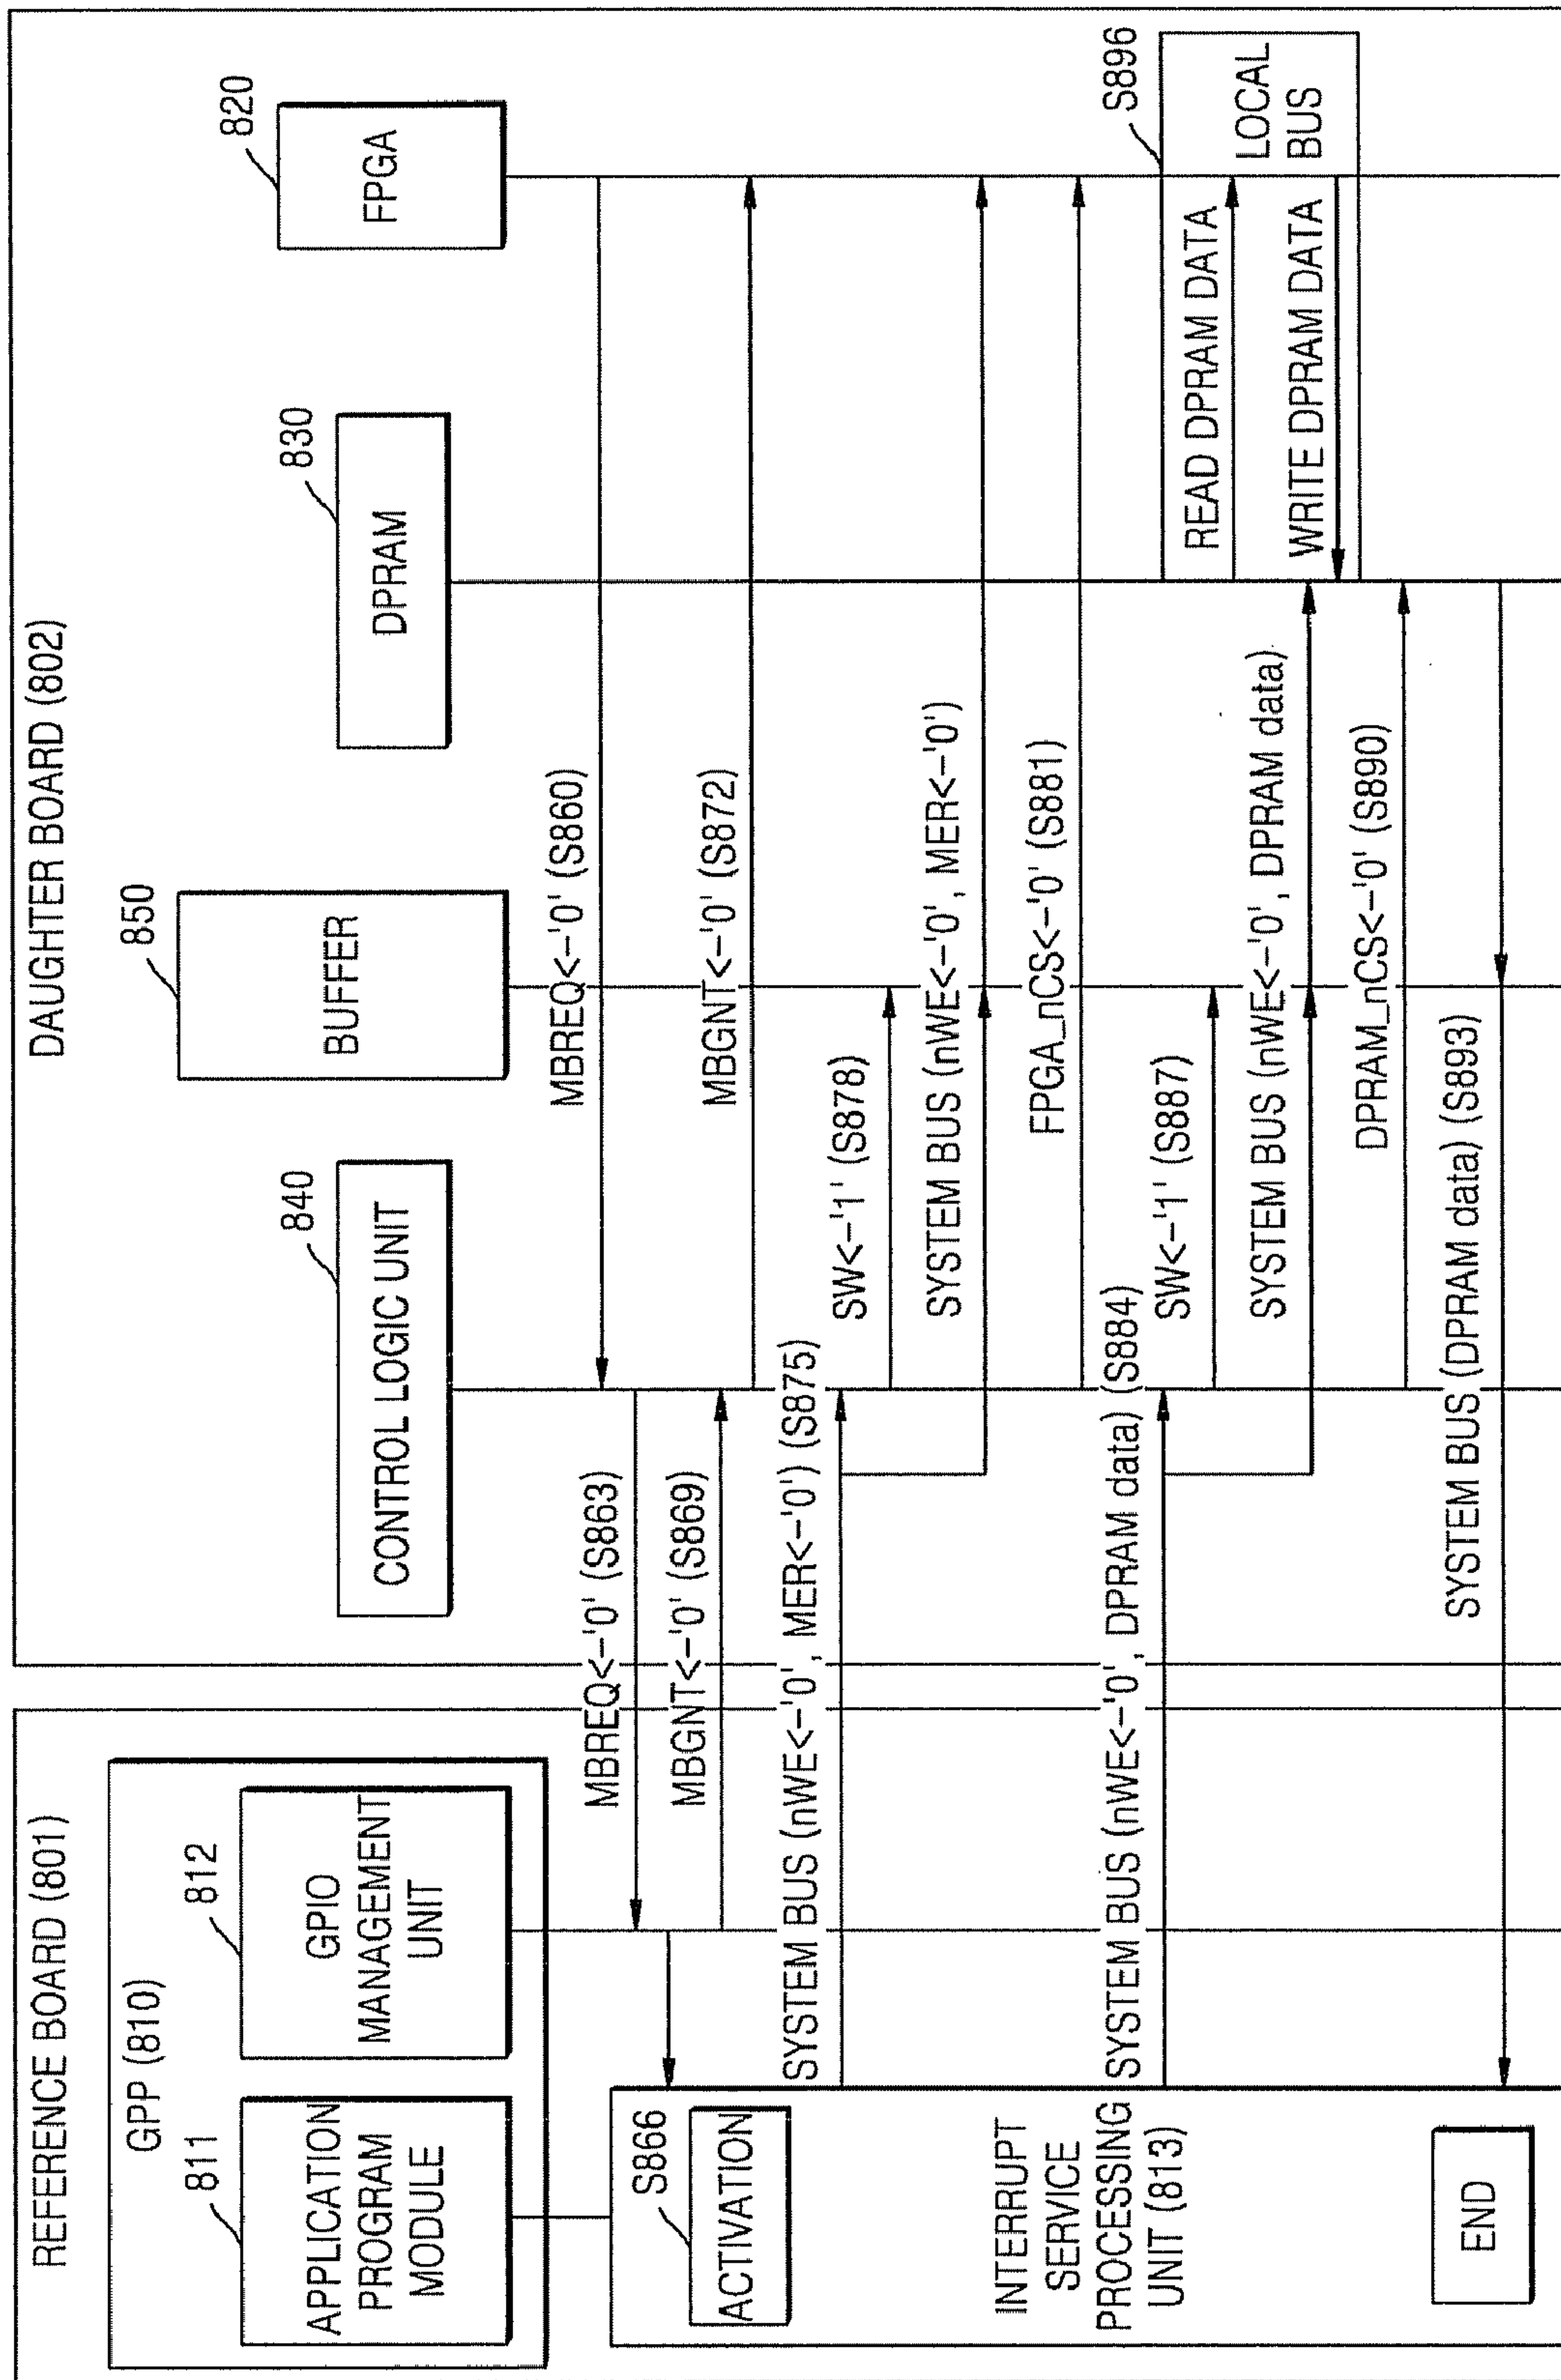 REFERENCE BOARD (801)
DAUGHTER BOARD (802)
GPP (810)
811
APPLICATION
PROGRAM
MODULE
812
GPIO
MANAGEMENT
UNIT
840
CONTROL LOGIC UNIT
850
BUFFER
830
DPRAM
820
FPGA
MBREQ<-'0' (S860)
MBREQ<-'0' (S863)
S866
ACTIVATION
MBGNT<-'0' (S869)
MBGNT<-'0' (S872)
SYSTEM BUS (nWE<-'0', MER<-'0') (S875)
SW<-'1' (S878)
SYSTEM BUS (nWE<-'0', MER<-'0')
FPGA_nCS<-'0' (S881)
INTERRUPT
SERVICE
PROCESSING
UNIT (813)
SYSTEM BUS (nWE<-'0', DPRAM data) (S884)
SW<-'1' (S887)
SYSTEM BUS (nWE<-'0', DPRAM data)
DPRAM_nCS<-'0' (S890)
S896
READ DPRAM DATA
WRITE DPRAM DATA
LOCAL
BUS
SYSTEM BUS (DPRAM data) (S893)
END